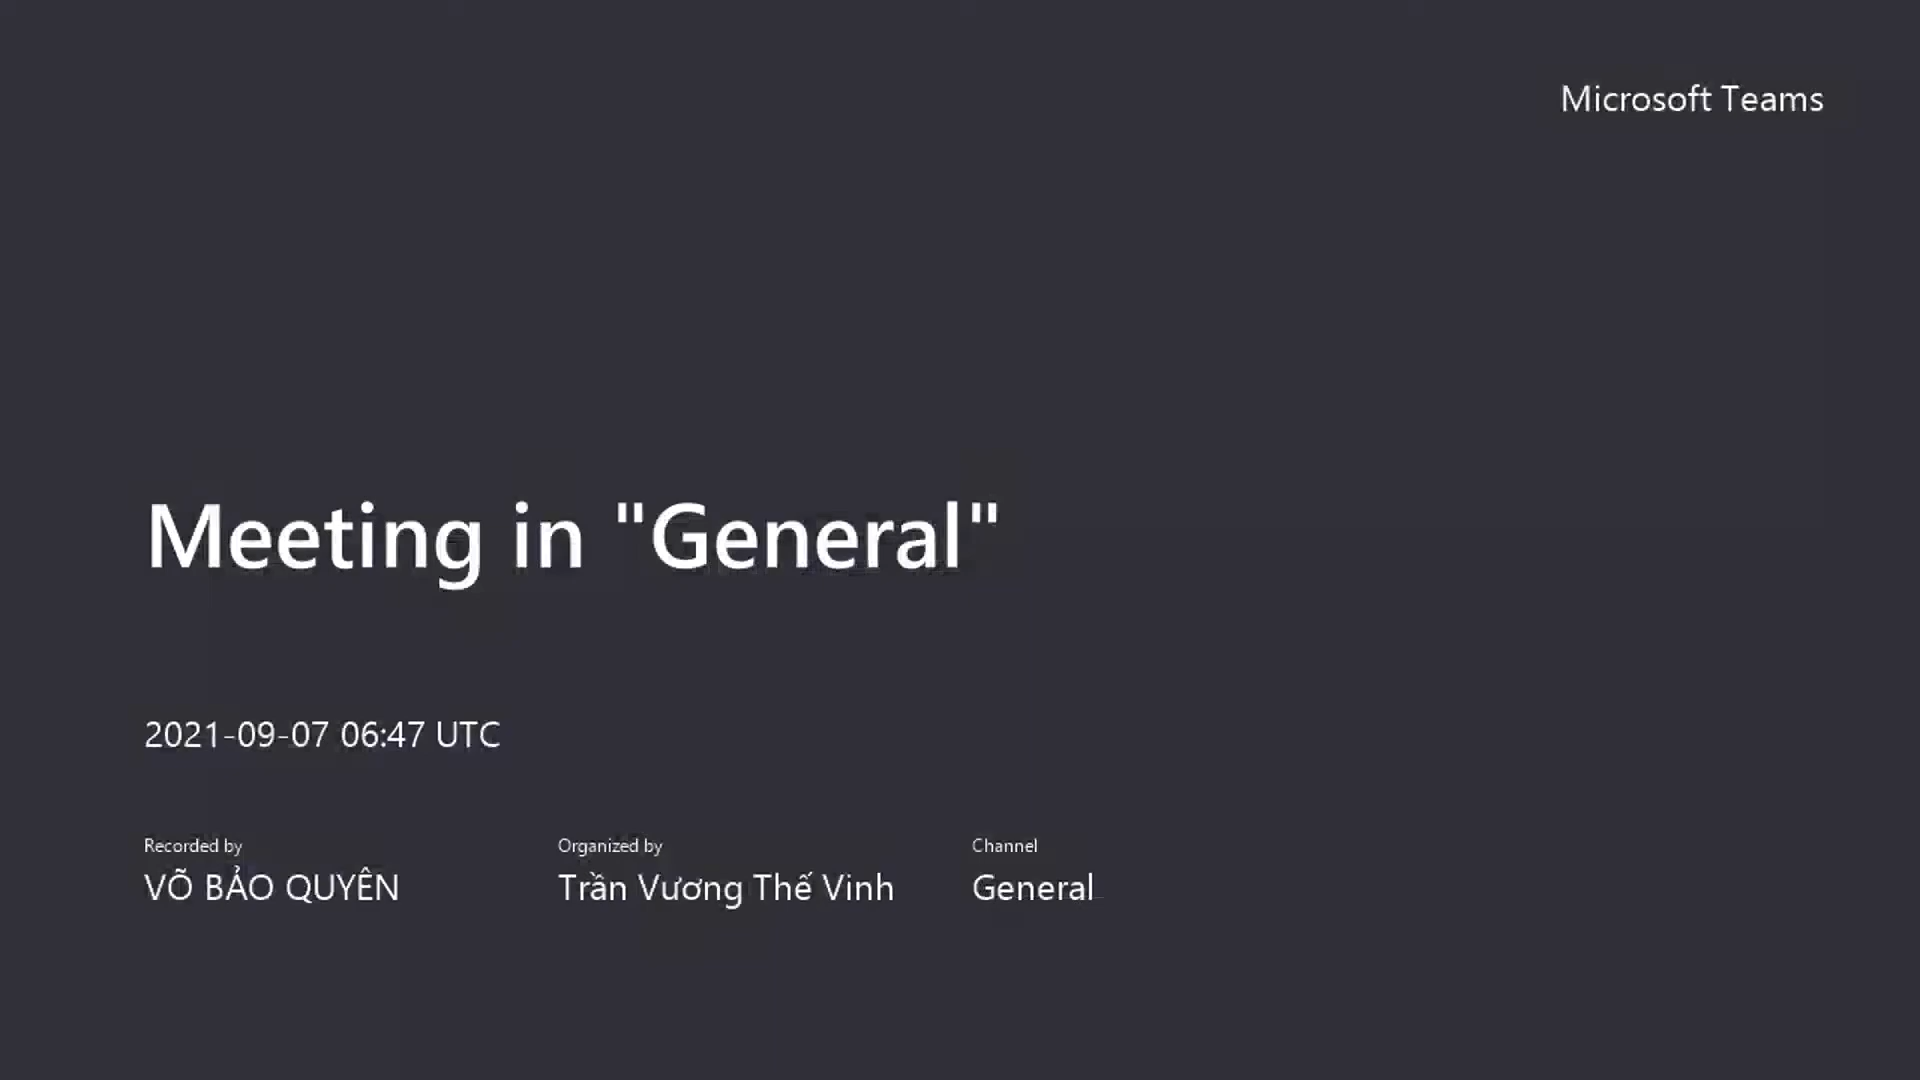 Microsoft Teams
Meeting in "General"
2021-09-07 06:47 UTC
Recorded by
VÕ BẢO QUYÊN
Organized by
Trần Vương Thế Vinh
Channel
General